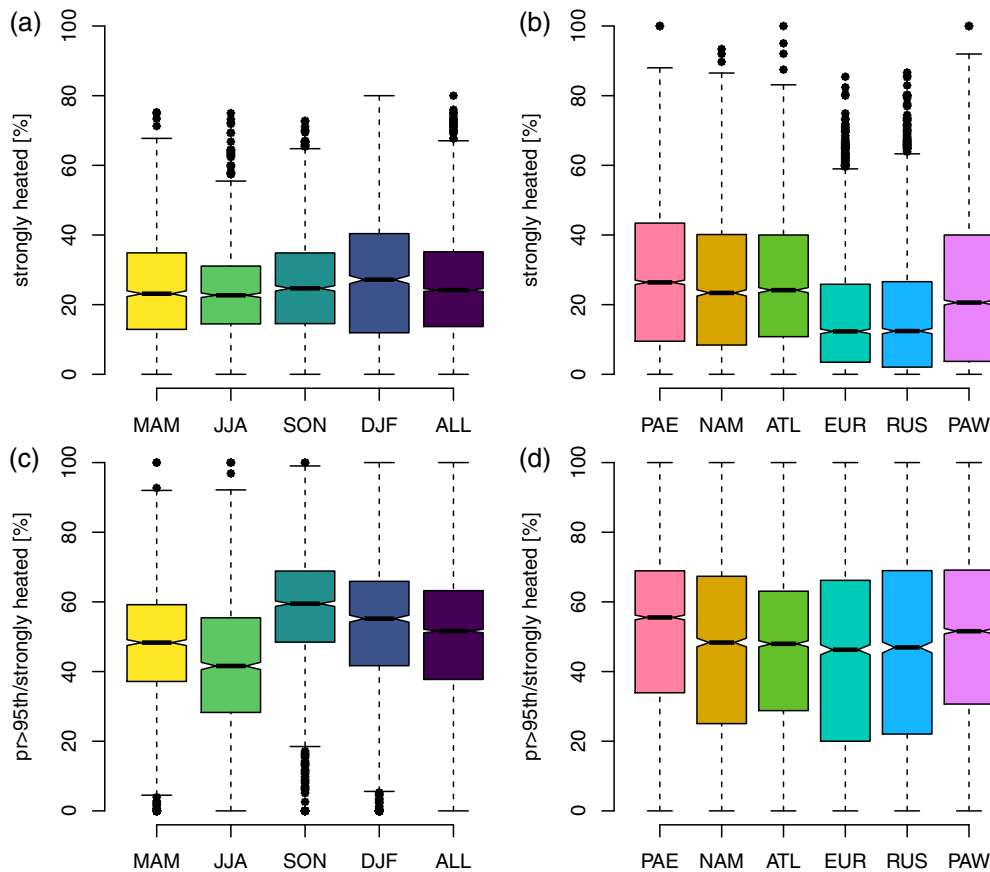 (a)
strongly heated [%]
0 20 40 60 80 100
MAM JJA SON DJF ALL
(b)
strongly heated [%]
0 20 40 60 80 100
PAE NAM ATL EUR RUS PAW
(c)
pr>95th/strongly heated [%]
0 20 40 60 80 100
MAM JJA SON DJF ALL
(d)
pr>95th/strongly heated [%]
0 20 40 60 80 100
PAE NAM ATL EUR RUS PAW